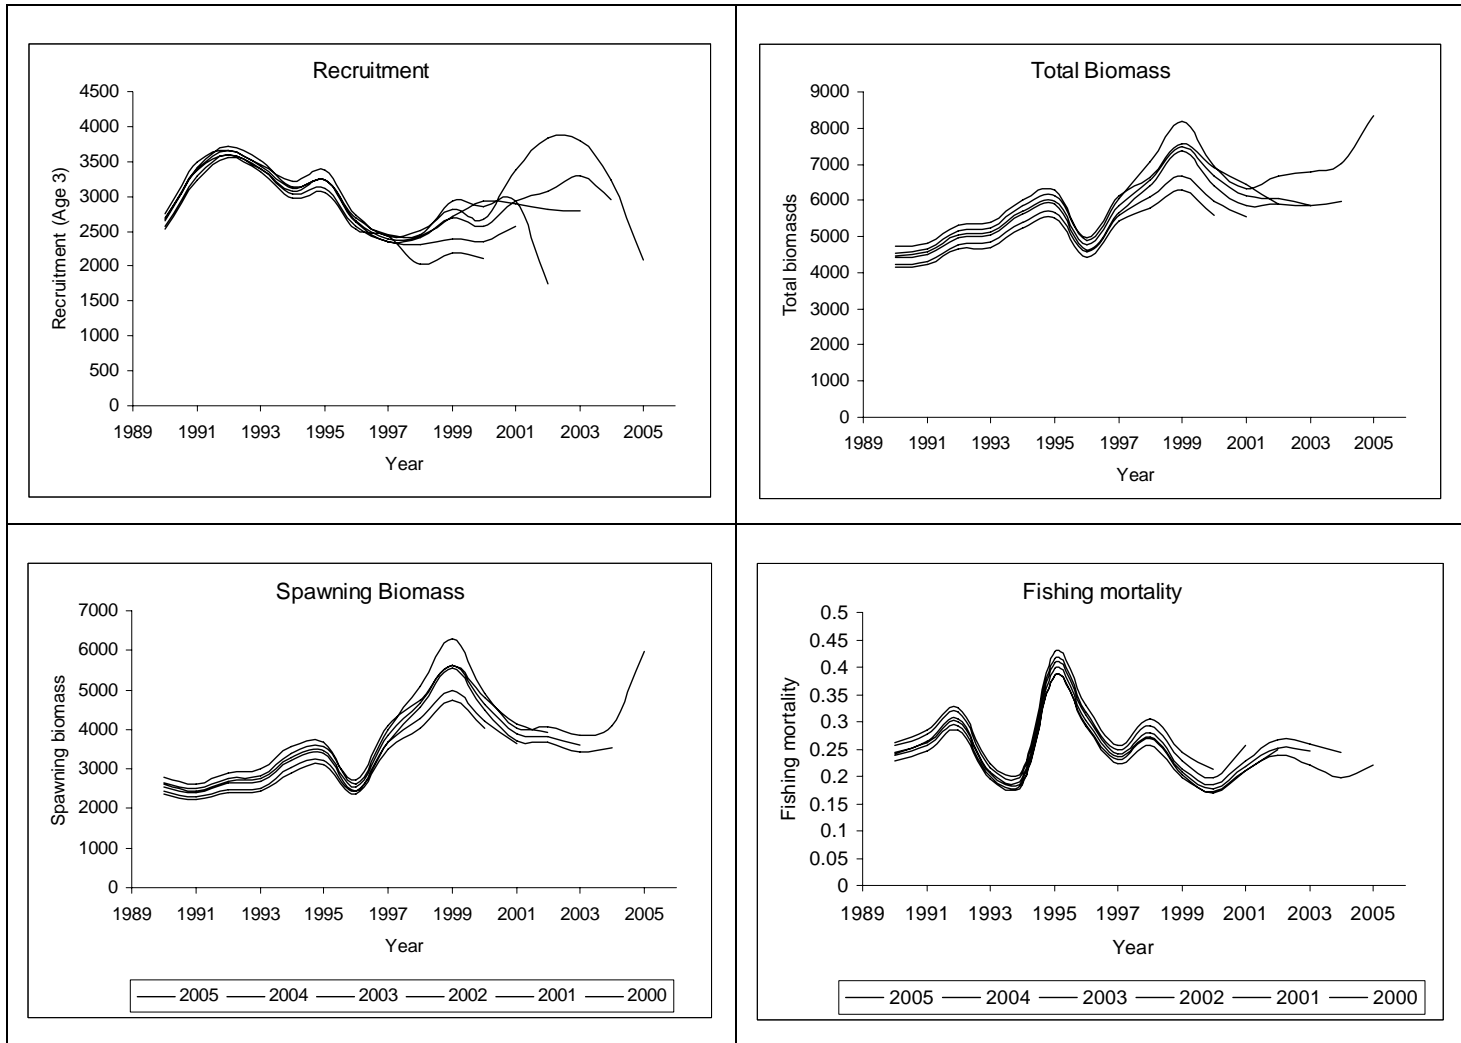 Recruitment
4500
4000
3500
3000
2500
2000
1500
1000
500
0
Recruitment (Age 3)
1989 1991 1993 1995 1997 1999 2001 2003 2005
Year
Total Biomass
9000
8000
7000
6000
5000
4000
3000
2000
1000
0
Total biomasds
1989 1991 1993 1995 1997 1999 2001 2003 2005
Year
Spawning Biomass
7000
6000
5000
4000
3000
2000
1000
0
Spawning biomass
1989 1991 1993 1995 1997 1999 2001 2003 2005
Year
2005 2004 2003 2002 2001 2000
Fishing mortality
0.5
0.45
0.4
0.35
0.3
0.25
0.2
0.15
0.1
0.05
0
Fishing mortality
1989 1991 1993 1995 1997 1999 2001 2003 2005
Year
2005 2004 2003 2002 2001 2000